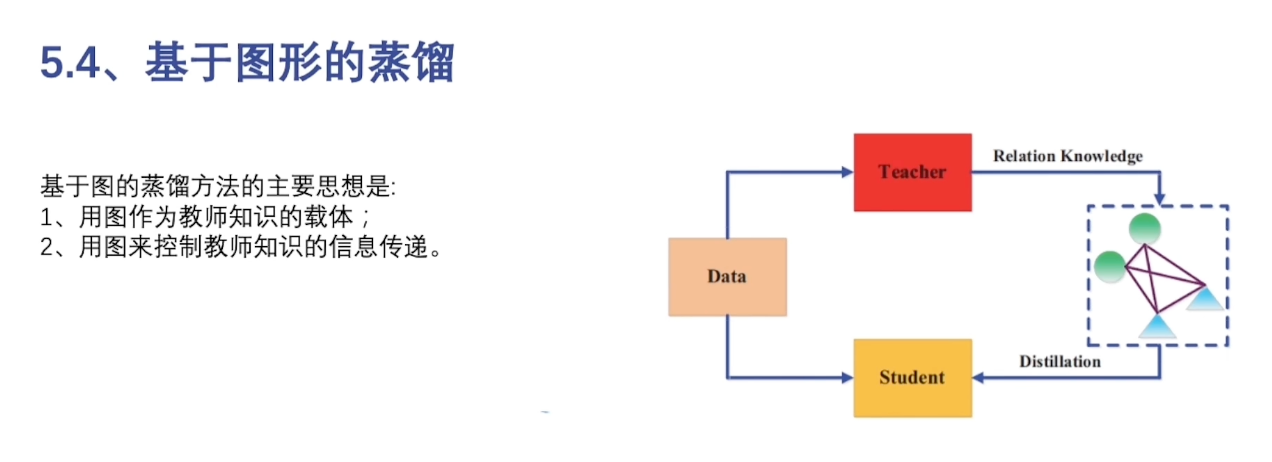 5.4、基于图形的蒸馏
基于图的蒸馏方法的主要思想是:
1、用图作为教师知识的载体；
2、用图来控制教师知识的信息传递。
Teacher
Relation Knowledge
Data
Student
Distillation